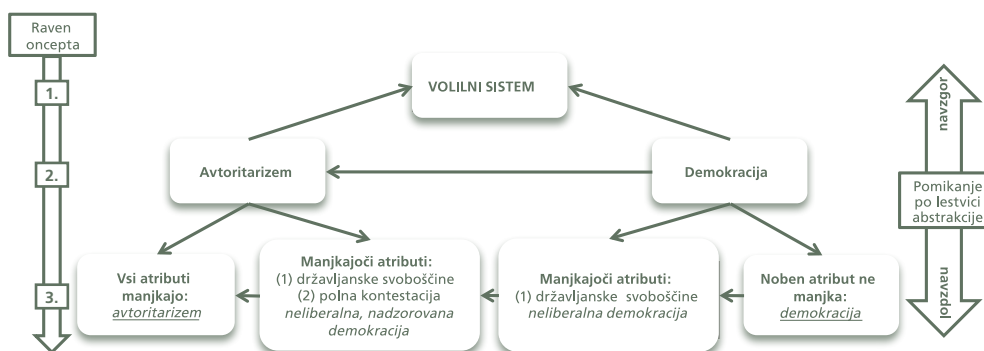 Raven
oncepta
1.
2.
3.
VOLILNI SISTEM
Avtoritarizem
Demokracija
Vsi atributi
manjkajo:
avtoritarizem
Manjkajoči atributi:
(1) državljanske svoboščine
(2) polna kontestacija
neliberalna, nadzorovana
demokracija
Manjkajoči atributi:
(1) državljanske svoboščine
neliberalna demokracija
Noben atribut ne
manjka:
demokracija
navzgor
Pomikanje
po lestvici
abstrakcije
navzdol